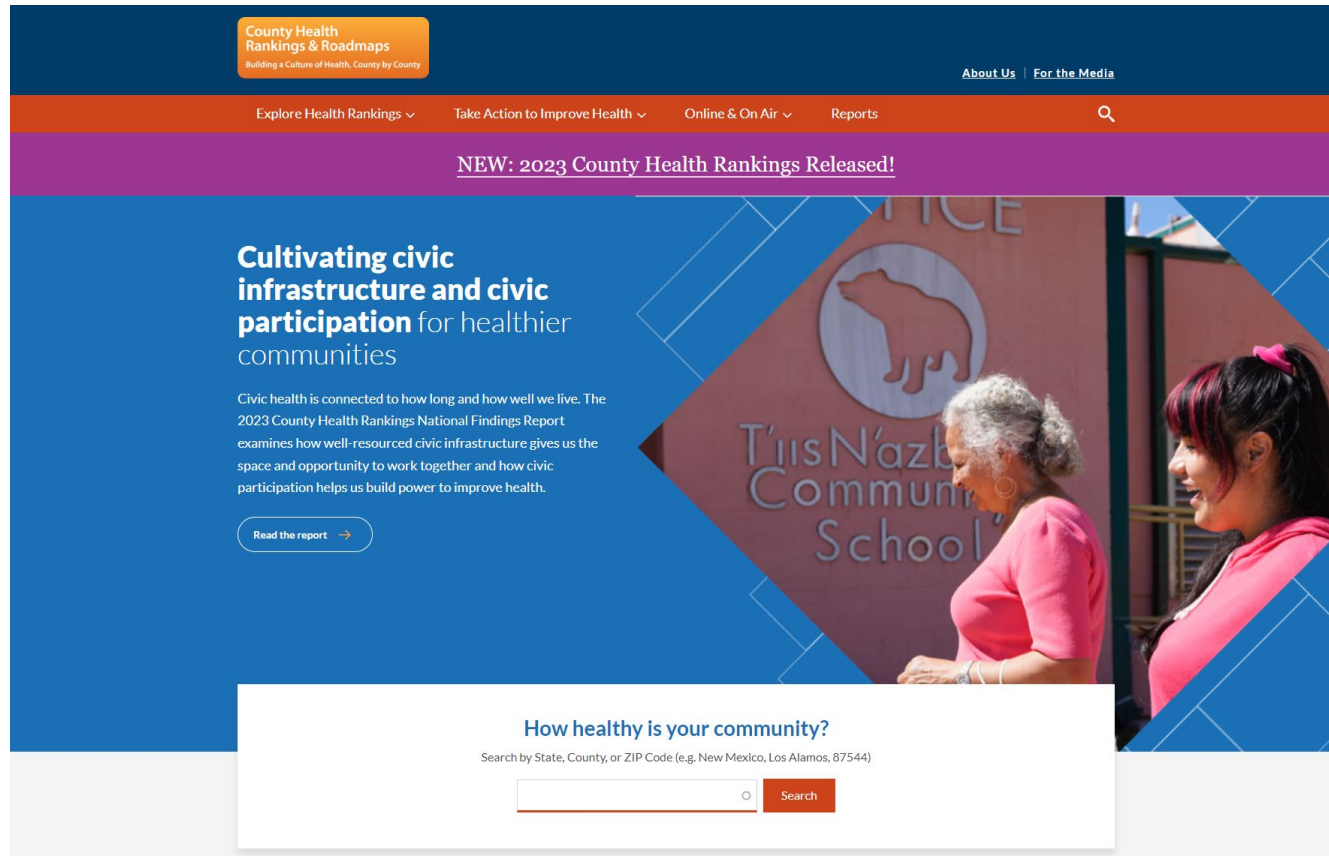 County Health
Rankings & Roadmaps
Building a Culture of Health, County by County
About Us | For the Media
Explore Health Rankings
Take Action to Improve Health
Online & On Air
Reports
NEW: 2023 County Health Rankings Released!
Cultivating civic
infrastructure and civic
participation for healthier
communities
Civic health is connected to how long and how well we live. The
2023 County Health Rankings National Findings Report
examines how well-resourced civic infrastructure gives us the
space and opportunity to work together and how civic
participation helps us build power to improve health.
Read the report
T'iis
Community
School
How healthy is your community?
Search by State, County, or ZIP Code (e.g. New Mexico, Los Alamos, 87544)
Search